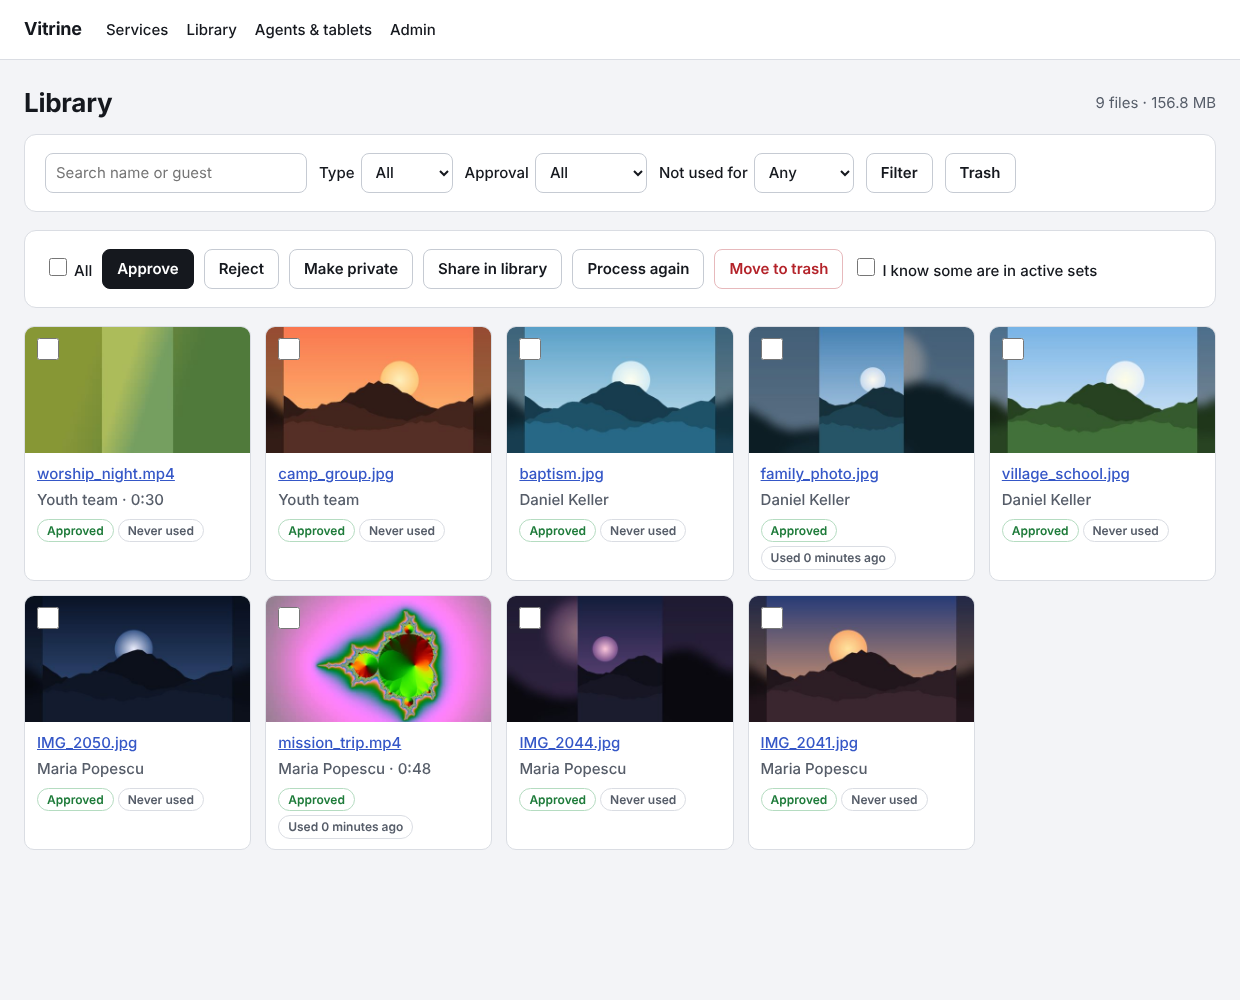 Vitrine Services Library Agents & tablets Admin
Library
9 files · 156.8 MB
Search name or guest Type All Approval All Not used for Any Filter Trash
All Approve Reject Make private Share in library Process again Move to trash I know some are in active sets
worship_night.mp4
Youth team · 0:30
Approved Never used
camp_group.jpg
Youth team
Approved Never used
baptism.jpg
Daniel Keller
Approved Never used
family_photo.jpg
Daniel Keller
Approved
Used 0 minutes ago
village_school.jpg
Daniel Keller
Approved Never used
IMG_2050.jpg
Maria Popescu
Approved Never used
mission_trip.mp4
Maria Popescu · 0:48
Approved
Used 0 minutes ago
IMG_2044.jpg
Maria Popescu
Approved Never used
IMG_2041.jpg
Maria Popescu
Approved Never used